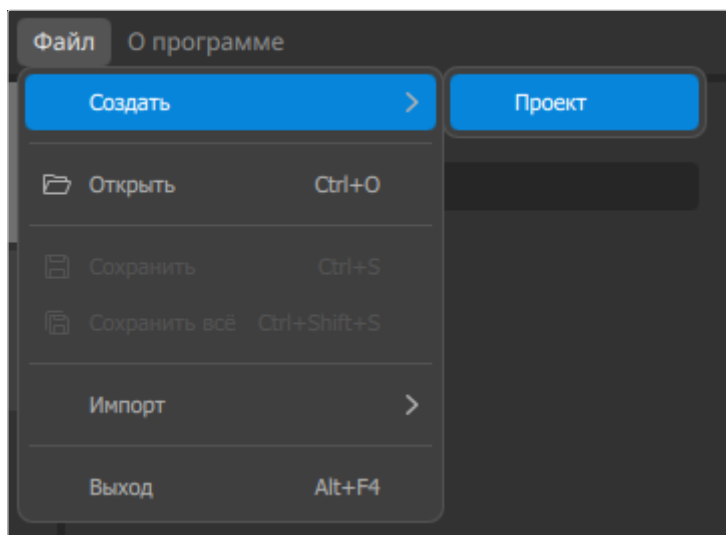 Файл О программе
Создать Проект
Открыть Ctrl+O
Сохранить Ctrl+S
Сохранить всё Ctrl+Shift+S
Импорт
Выход Alt+F4